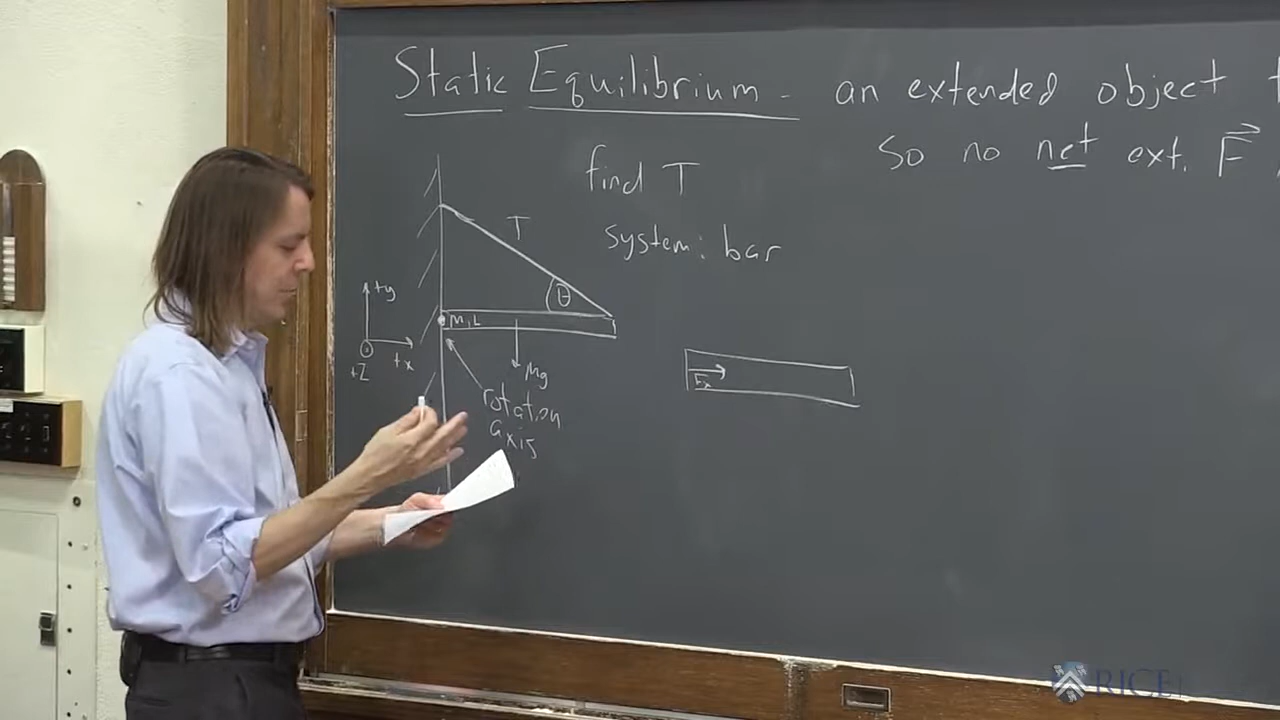 Static Equilibrium - an extended object
so no net ext. F
find T
T
system: bar
θ
+y
M, L
+x
+z
Mg
Fx
rotation
axis
RICE